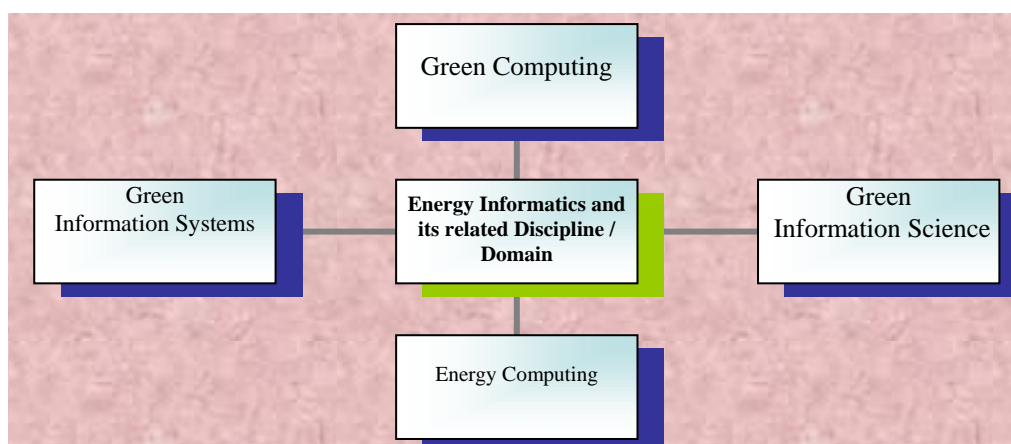 Green Computing
Green
Information Systems
Energy Informatics and
its related Discipline /
Domain
Green
Information Science
Energy Computing